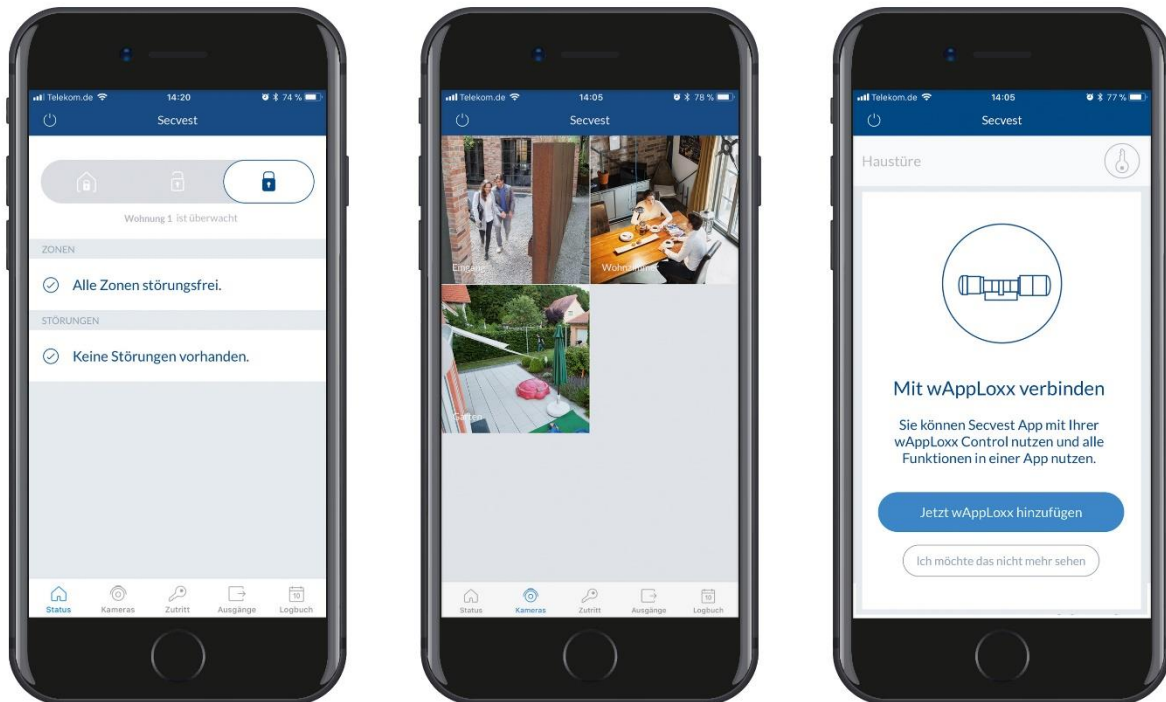 Telekom.de 14:20 74 %
Secvest
Wohnung 1 ist überwacht
ZONEN
Alle Zonen störungsfrei.
STÖRUNGEN
Keine Störungen vorhanden.
Status Kameras Zutritt Ausgänge Logbuch
10
Telekom.de 14:05 78 %
Secvest
Eingang
Wohnzimmer
Garten
10
Status Kameras Zutritt Ausgänge Logbuch
Telekom.de 14:05 77 %
Secvest
Haustüre
Mit wAppLoxx verbinden
Sie können Secvest App mit Ihrer
wAppLoxx Control nutzen und alle
Funktionen in einer App nutzen.
Jetzt wAppLoxx hinzufügen
Ich möchte das nicht mehr sehen